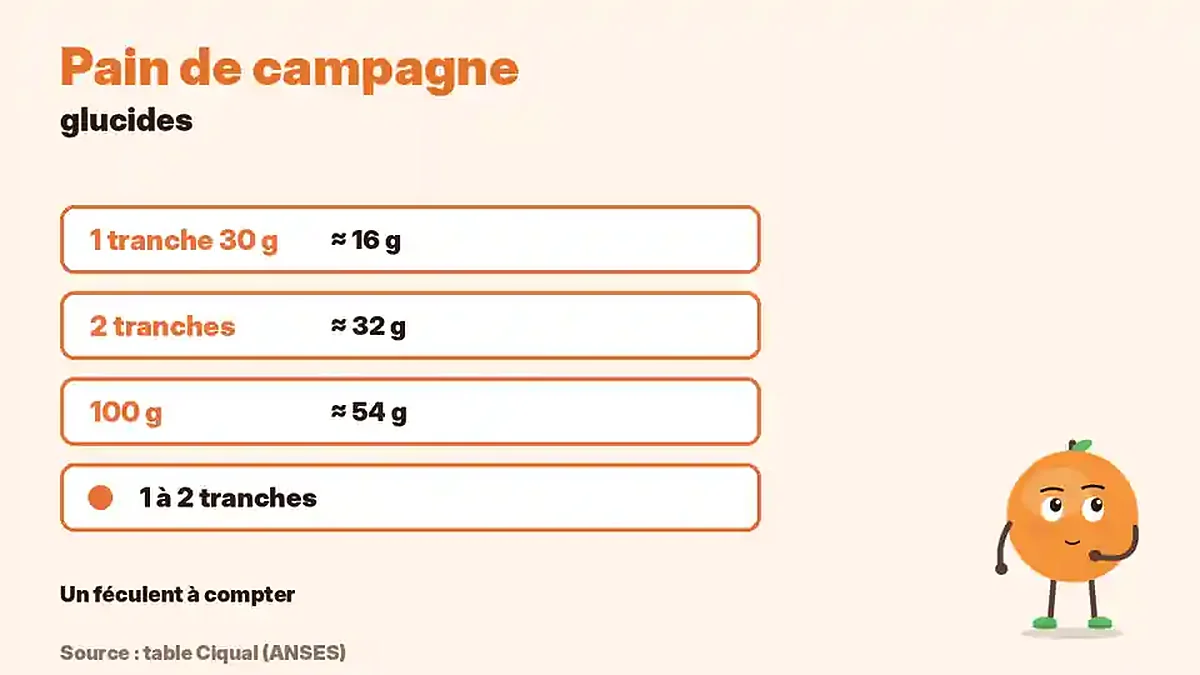 Pain de campagne
glucides
1 tranche 30 g ≈ 16 g
2 tranches ≈ 32 g
100 g ≈ 54 g
1 à 2 tranches
Un féculent à compter
Source : table Ciqual (ANSES)